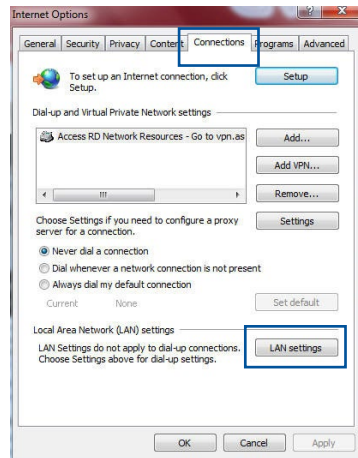 Internet Options
General Security Privacy Content Connections Programs Advanced
To set up an Internet connection, click Setup.
Setup
Dial-up and Virtual Private Network settings
Access RD Network Resources - Go to vpn.as
Add...
Add VPN...
Remove...
Choose Settings if you need to configure a proxy
server for a connection.
Settings
Never dial a connection
Dial whenever a network connection is not present
Always dial my default connection
Current None
Set default
Local Area Network (LAN) settings
LAN Settings do not apply to dial-up connections.
Choose Settings above for dial-up settings.
LAN settings
OK Cancel Apply